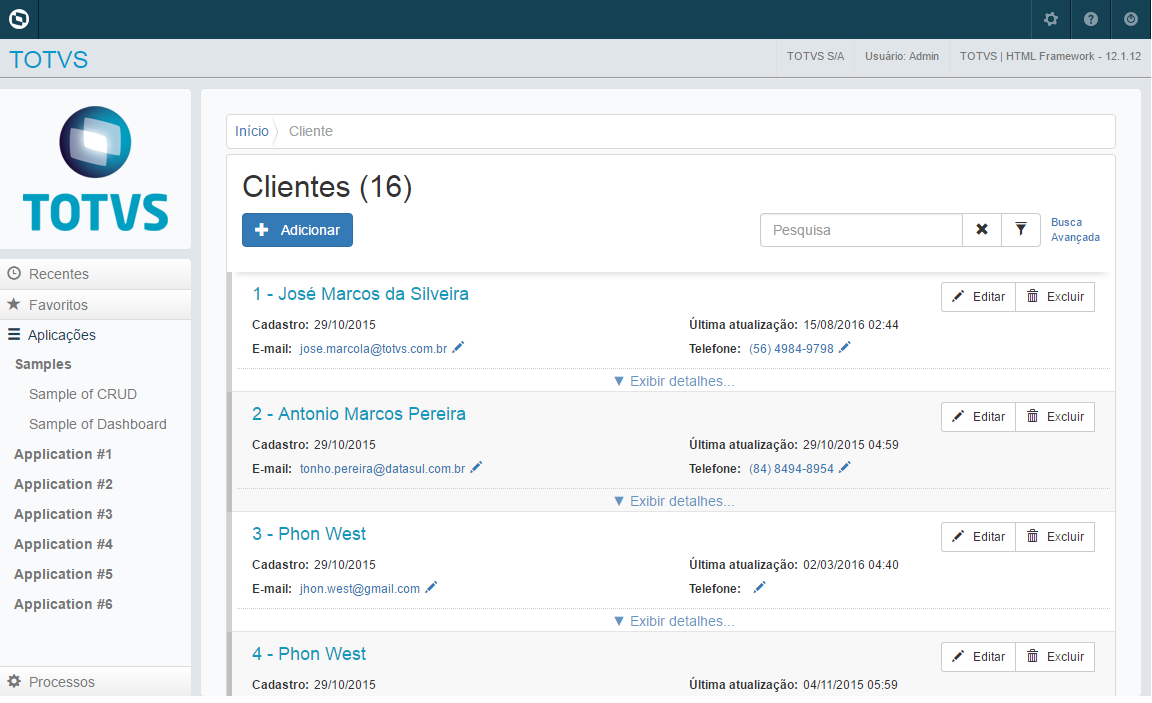 TOTVS
TOTVS S/A
Usuário: Admin
TOTVS | HTML Framework - 12.1.12
TOTVS
Recentes
Favoritos
Aplicações
Samples
Sample of CRUD
Sample of Dashboard
Application #1
Application #2
Application #3
Application #4
Application #5
Application #6
Processos
Início Cliente
Clientes (16)
Adicionar
Pesquisa
Busca
Avançada
1 - José Marcos da Silveira
Editar Excluir
Cadastro: 29/10/2015 Última atualização: 15/08/2016 02:44
E-mail: jose.marcola@totvs.com.br Telefone: (56) 4984-9798
▼ Exibir detalhes...
2 - Antonio Marcos Pereira
Editar Excluir
Cadastro: 29/10/2015 Última atualização: 29/10/2015 04:59
E-mail: tonho.pereira@datasul.com.br Telefone: (84) 8494-8954
▼ Exibir detalhes...
3 - Phon West
Editar Excluir
Cadastro: 29/10/2015 Última atualização: 02/03/2016 04:40
E-mail: jhon.west@gmail.com Telefone:
▼ Exibir detalhes...
4 - Phon West
Editar Excluir
Cadastro: 29/10/2015 Última atualização: 04/11/2015 05:59